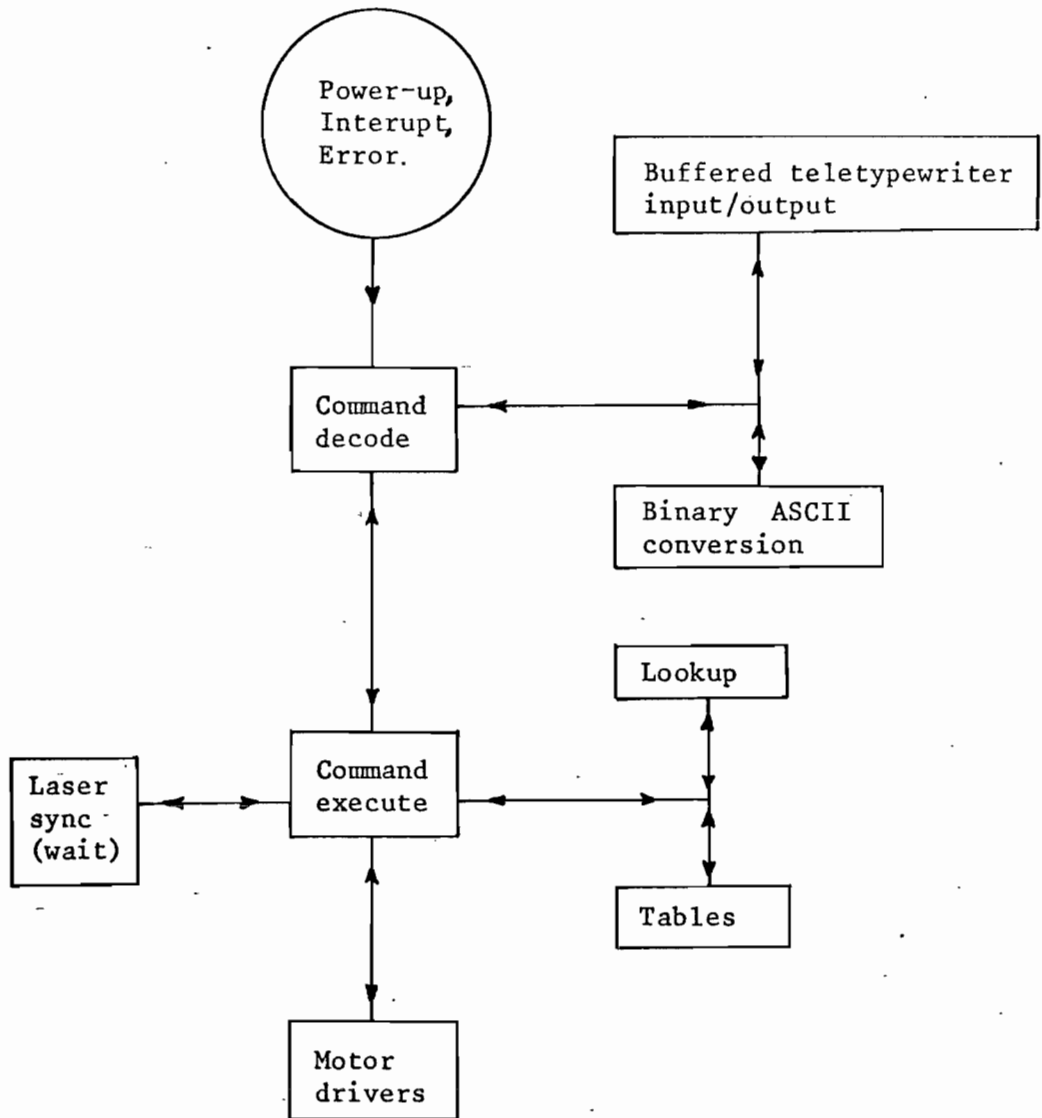 Power-up,
Interupt,
Error.
Buffered teletypewriter
input/output
Command
decode
Binary ASCII
conversion
Lookup
Command
execute
Laser
sync
(wait)
Tables
Motor
drivers